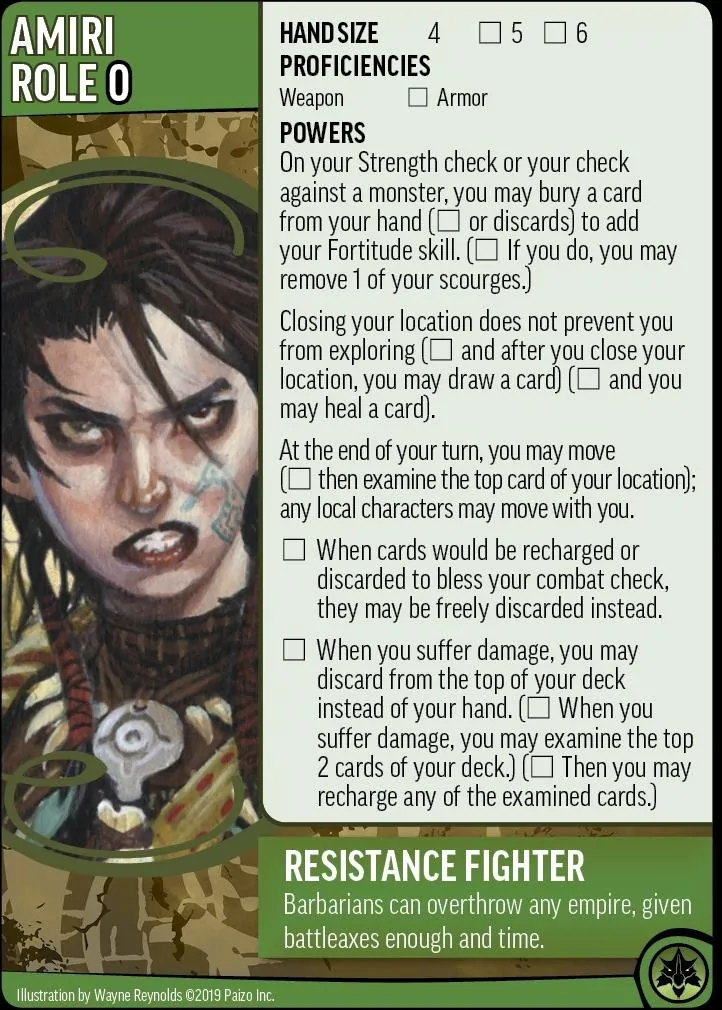 AMIRI
ROLE O
HAND SIZE 4 ☐ 5 ☐ 6
PROFICIENCIES
Weapon ☐ Armor
POWERS
On your Strength check or your check
against a monster, you may bury a card
from your hand (☐ or discards) to add
your Fortitude skill. (☐ If you do, you may
remove 1 of your scourges.)
Closing your location does not prevent you
from exploring (☐ and after you close your
location, you may draw a card) (☐ and you
may heal a card).
At the end of your turn, you may move
(☐ then examine the top card of your location);
any local characters may move with you.
☐ When cards would be recharged or
discarded to bless your combat check,
they may be freely discarded instead.
☐ When you suffer damage, you may
discard from the top of your deck
instead of your hand. (☐ When you
suffer damage, you may examine the top
2 cards of your deck.) (☐ Then you may
recharge any of the examined cards.)
RESISTANCE FIGHTER
Barbarians can overthrow any empire, given
battleaxes enough and time.
Illustration by Wayne Reynolds ©2019 Paizo Inc.